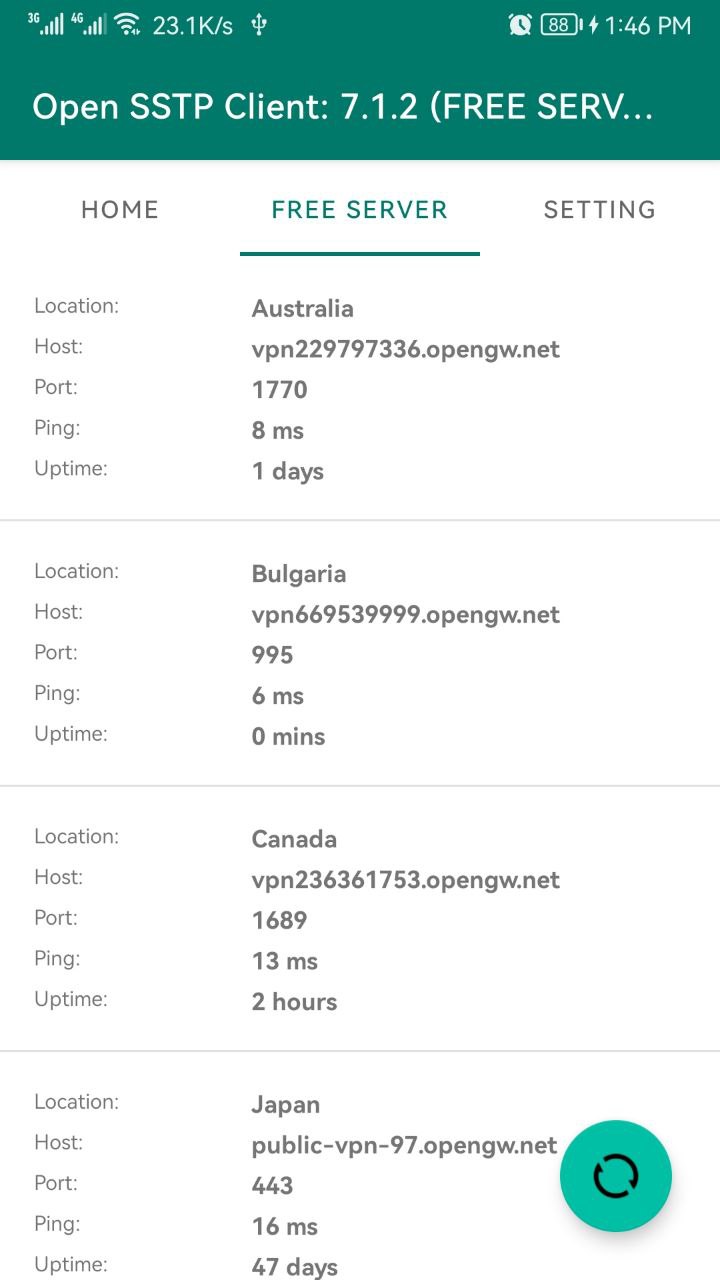 3G 4G 23.1K/s 88 1:46 PM
Open SSTP Client: 7.1.2 (FREE SERV...
HOME FREE SERVER SETTING
Location: Australia
Host: vpn229797336.opengw.net
Port: 1770
Ping: 8 ms
Uptime: 1 days
Location: Bulgaria
Host: vpn669539999.opengw.net
Port: 995
Ping: 6 ms
Uptime: 0 mins
Location: Canada
Host: vpn236361753.opengw.net
Port: 1689
Ping: 13 ms
Uptime: 2 hours
Location: Japan
Host: public-vpn-97.opengw.net
Port: 443
Ping: 16 ms
Uptime: 47 days